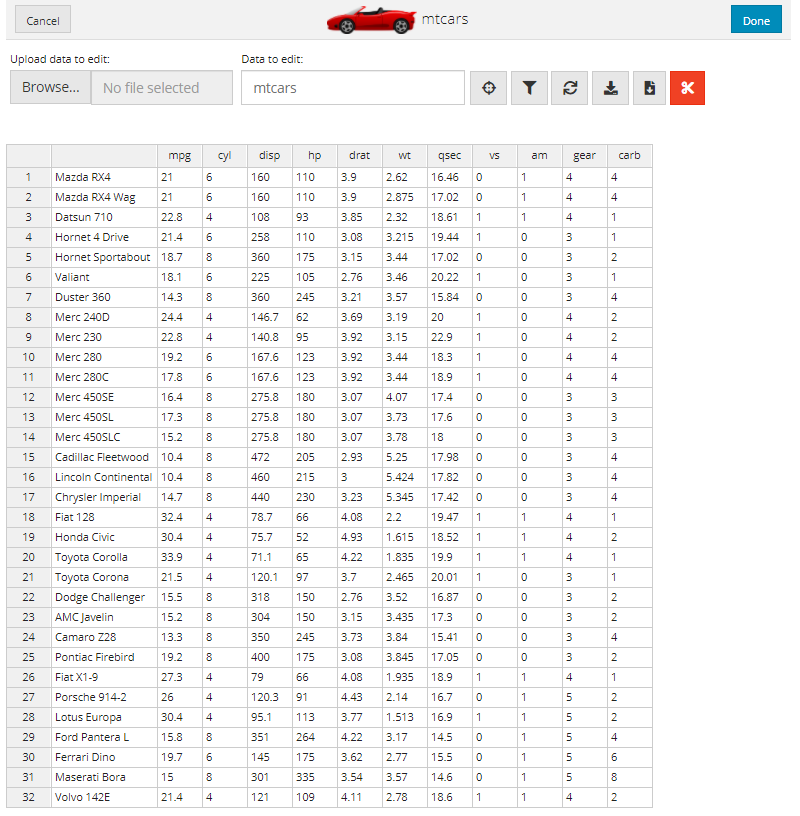 Cancel mtcars Done
Upload data to edit: Data to edit:
Browse... No file selected mtcars
mpg cyl disp hp drat wt qsec vs am gear carb
1 Mazda RX4 21 6 160 110 3.9 2.62 16.46 0 1 4 4
2 Mazda RX4 Wag 21 6 160 110 3.9 2.875 17.02 0 1 4 4
3 Datsun 710 22.8 4 108 93 3.85 2.32 18.61 1 1 4 1
4 Hornet 4 Drive 21.4 6 258 110 3.08 3.215 19.44 1 0 3 1
5 Hornet Sportabout 18.7 8 360 175 3.15 3.44 17.02 0 0 3 2
6 Valiant 18.1 6 225 105 2.76 3.46 20.22 1 0 3 1
7 Duster 360 14.3 8 360 245 3.21 3.57 15.84 0 0 3 4
8 Merc 240D 24.4 4 146.7 62 3.69 3.19 20 1 0 4 2
9 Merc 230 22.8 4 140.8 95 3.92 3.15 22.9 1 0 4 2
10 Merc 280 19.2 6 167.6 123 3.92 3.44 18.3 1 0 4 4
11 Merc 280C 17.8 6 167.6 123 3.92 3.44 18.9 1 0 4 4
12 Merc 450SE 16.4 8 275.8 180 3.07 4.07 17.4 0 0 3 3
13 Merc 450SL 17.3 8 275.8 180 3.07 3.73 17.6 0 0 3 3
14 Merc 450SLC 15.2 8 275.8 180 3.07 3.78 18 0 0 3 3
15 Cadillac Fleetwood 10.4 8 472 205 2.93 5.25 17.98 0 0 3 4
16 Lincoln Continental 10.4 8 460 215 3 5.424 17.82 0 0 3 4
17 Chrysler Imperial 14.7 8 440 230 3.23 5.345 17.42 0 0 3 4
18 Fiat 128 32.4 4 78.7 66 4.08 2.2 19.47 1 1 4 1
19 Honda Civic 30.4 4 75.7 52 4.93 1.615 18.52 1 1 4 2
20 Toyota Corolla 33.9 4 71.1 65 4.22 1.835 19.9 1 1 4 1
21 Toyota Corona 21.5 4 120.1 97 3.7 2.465 20.01 1 0 3 1
22 Dodge Challenger 15.5 8 318 150 2.76 3.52 16.87 0 0 3 2
23 AMC Javelin 15.2 8 304 150 3.15 3.435 17.3 0 0 3 2
24 Camaro Z28 13.3 8 350 245 3.73 3.84 15.41 0 0 3 4
25 Pontiac Firebird 19.2 8 400 175 3.08 3.845 17.05 0 0 3 2
26 Fiat X1-9 27.3 4 79 66 4.08 1.935 18.9 1 1 4 1
27 Porsche 914-2 26 4 120.3 91 4.43 2.14 16.7 0 1 5 2
28 Lotus Europa 30.4 4 95.1 113 3.77 1.513 16.9 1 1 5 2
29 Ford Pantera L 15.8 8 351 264 4.22 3.17 14.5 0 1 5 4
30 Ferrari Dino 19.7 6 145 175 3.62 2.77 15.5 0 1 5 6
31 Maserati Bora 15 8 301 335 3.54 3.57 14.6 0 1 5 8
32 Volvo 142E 21.4 4 121 109 4.11 2.78 18.6 1 1 4 2